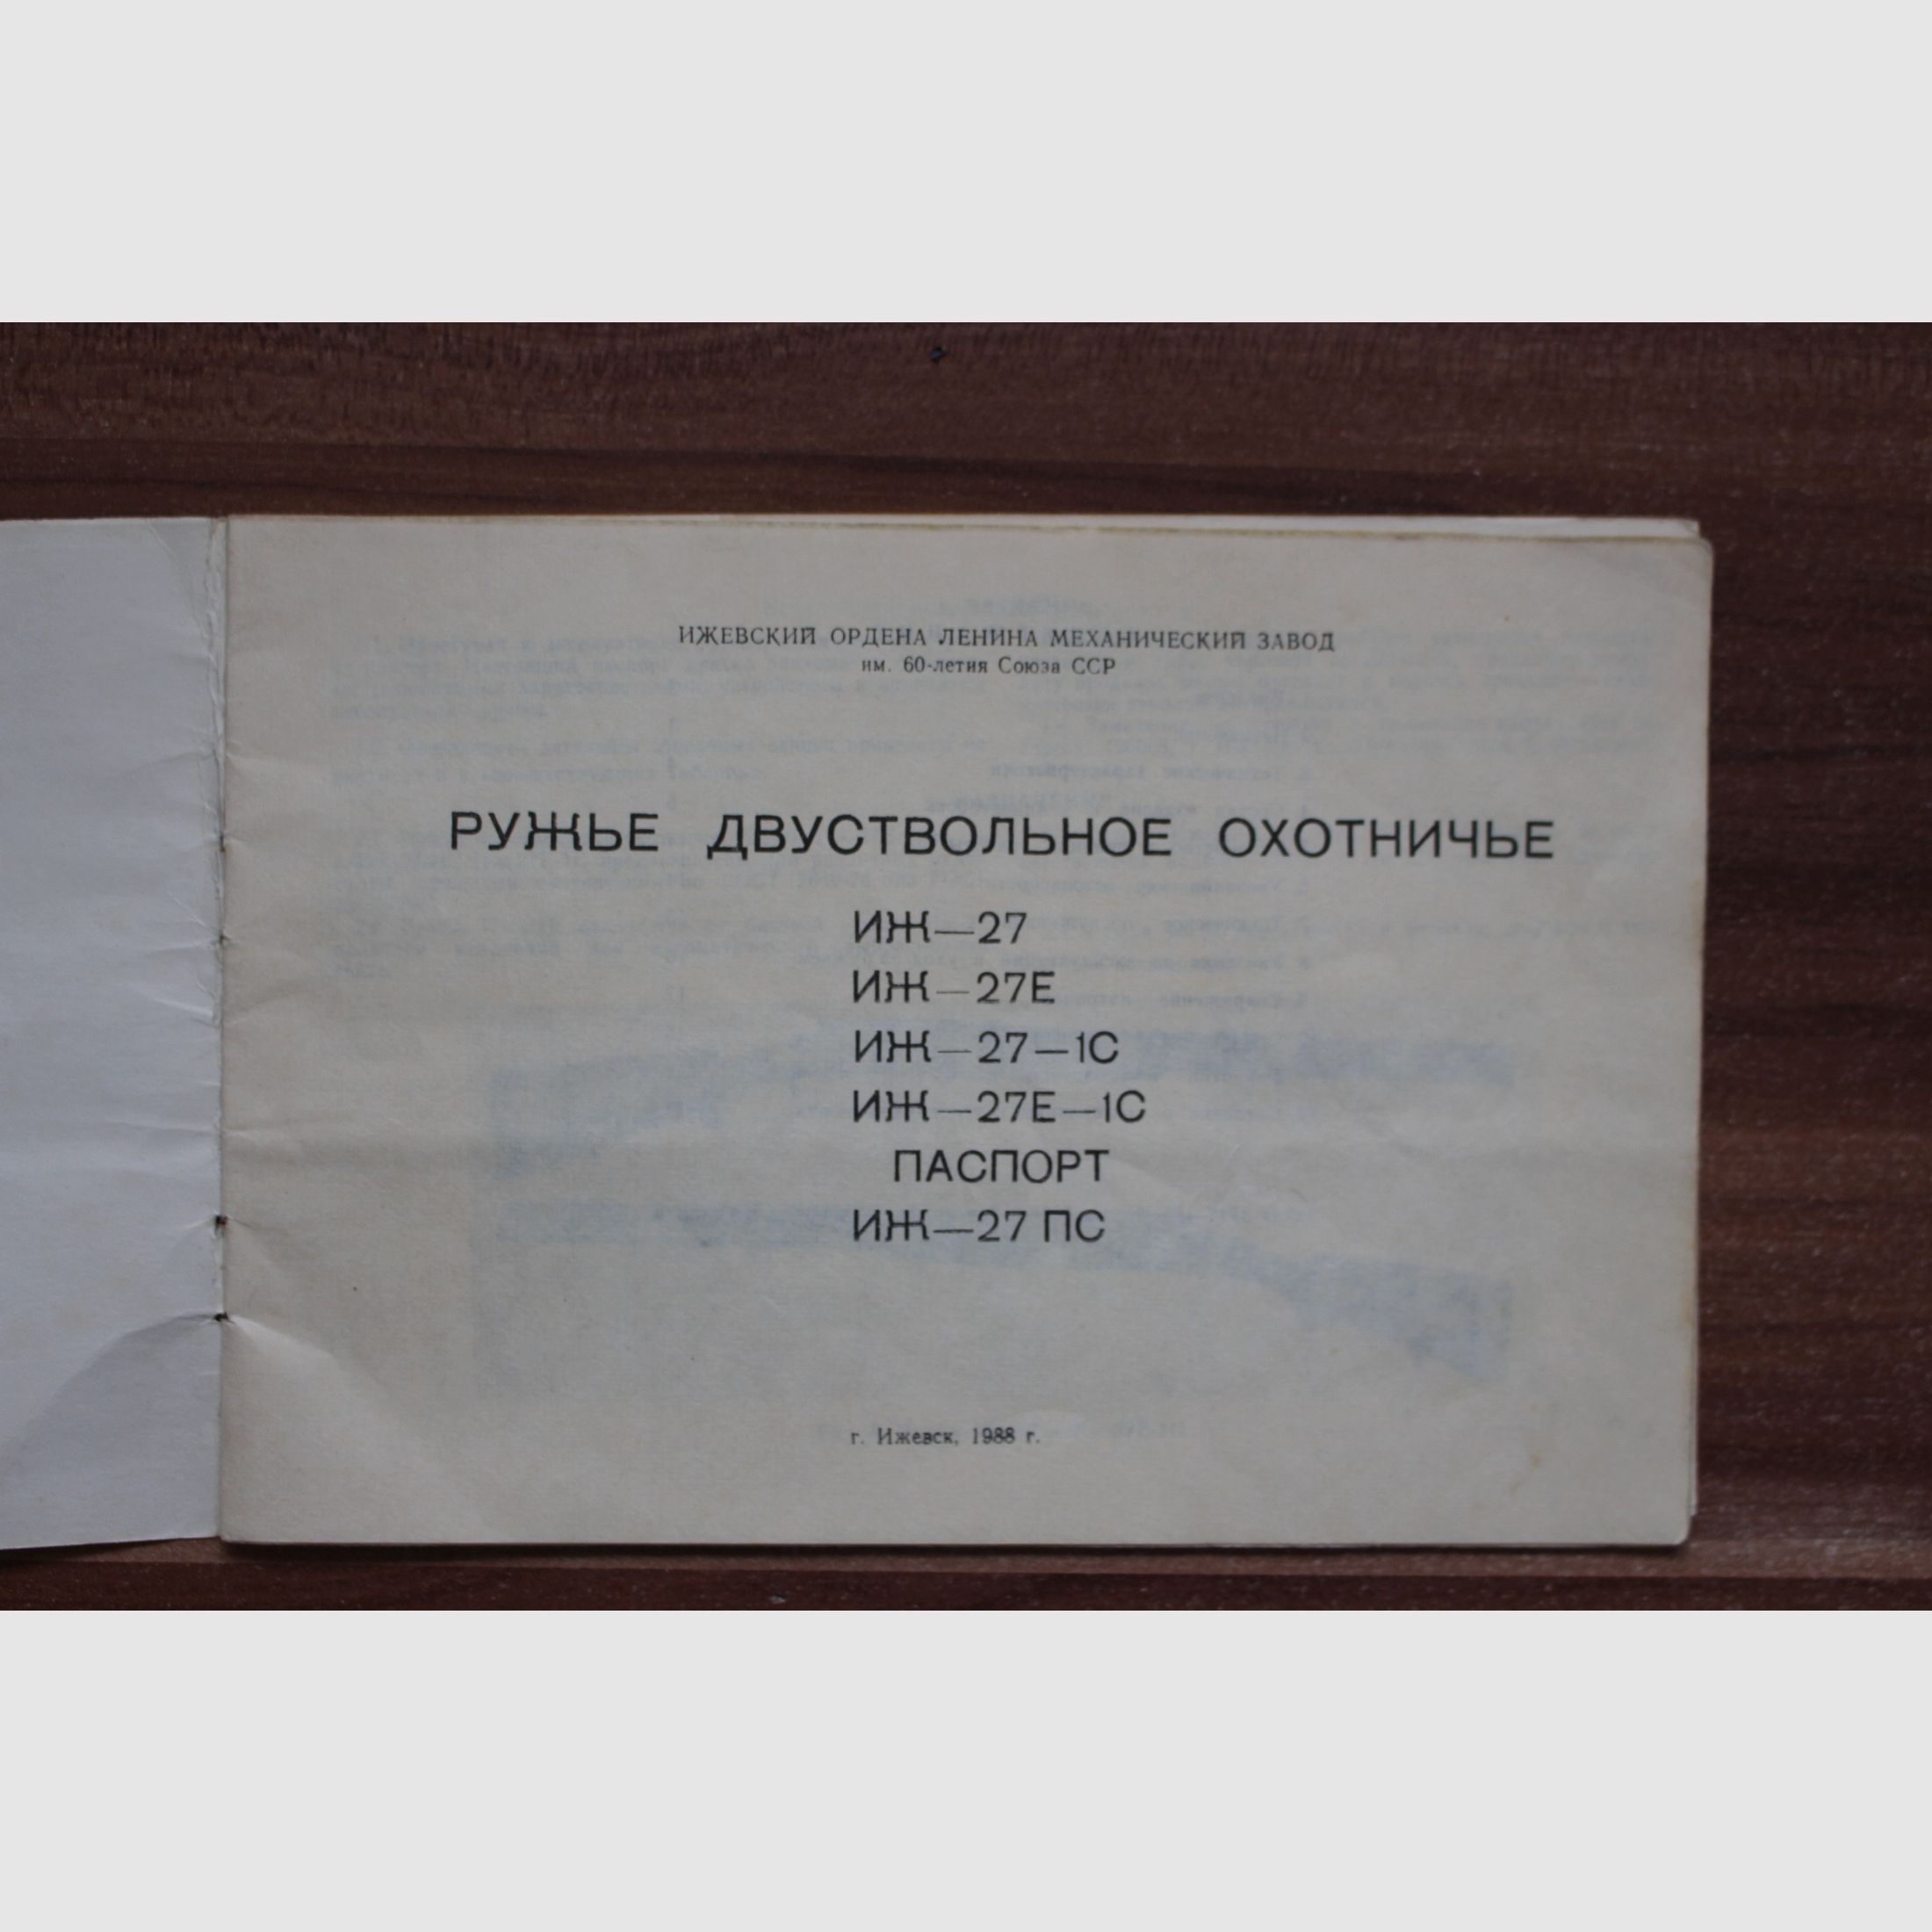 ИЖЕВСКИЙ ОРДЕНА ЛЕНИНА МЕХАНИЧЕСКИЙ ЗАВОД
им. 60-летия Союза ССР
РУЖЬЕ ДВУСТВОЛЬНОЕ ОХОТНИЧЬЕ
ИЖ—27
ИЖ—27Е
ИЖ—27—1С
ИЖ—27Е—1С
ПАСПОРТ
ИЖ—27 ПС
г. Ижевск, 1988 г.